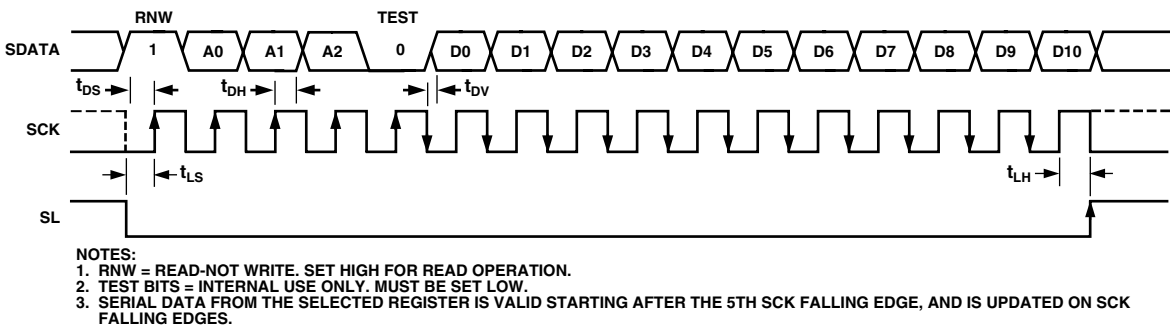 RNW TEST
SDATA 1 A0 A1 A2 0 D0 D1 D2 D3 D4 D5 D6 D7 D8 D9 D10
tDS tDH tDV
SCK
tLS tLH
SL
NOTES:
1. RNW = READ-NOT WRITE. SET HIGH FOR READ OPERATION.
2. TEST BITS = INTERNAL USE ONLY. MUST BE SET LOW.
3. SERIAL DATA FROM THE SELECTED REGISTER IS VALID STARTING AFTER THE 5TH SCK FALLING EDGE, AND IS UPDATED ON SCK
FALLING EDGES.